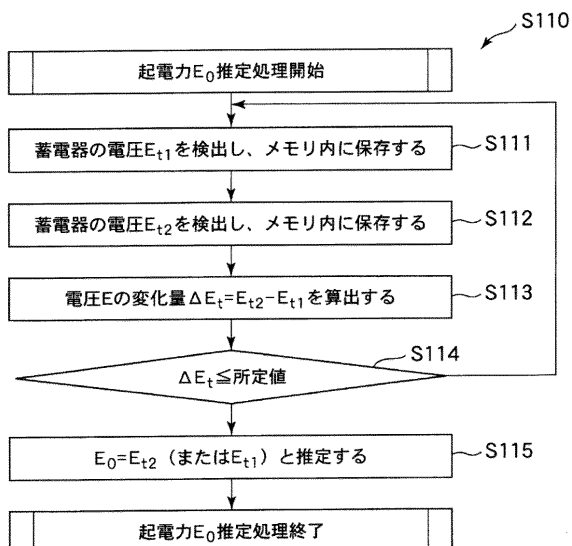 S110
起電力E0推定処理開始
蓄電器の電圧Et1を検出し、メモリ内に保存する
S111
蓄電器の電圧Et2を検出し、メモリ内に保存する
S112
電圧Eの変化量ΔEt=Et2-Et1を算出する
S113
S114
ΔEt≦所定値
E0=Et2（またはEt1）と推定する
S115
起電力E0推定処理終了